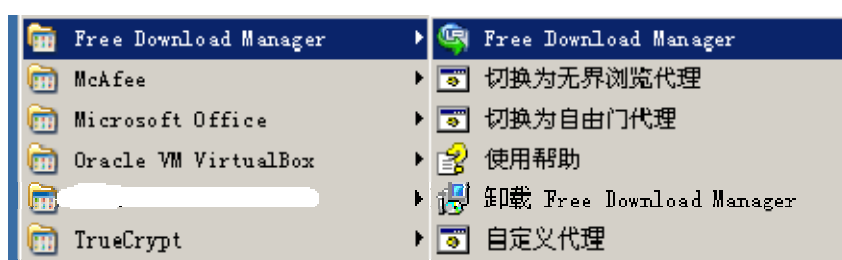 Free Download Manager
McAfee
Microsoft Office
Oracle VM VirtualBox
TrueCrypt
Free Download Manager
切换为无界浏览代理
切换为自由门代理
使用帮助
卸载 Free Download Manager
自定义代理